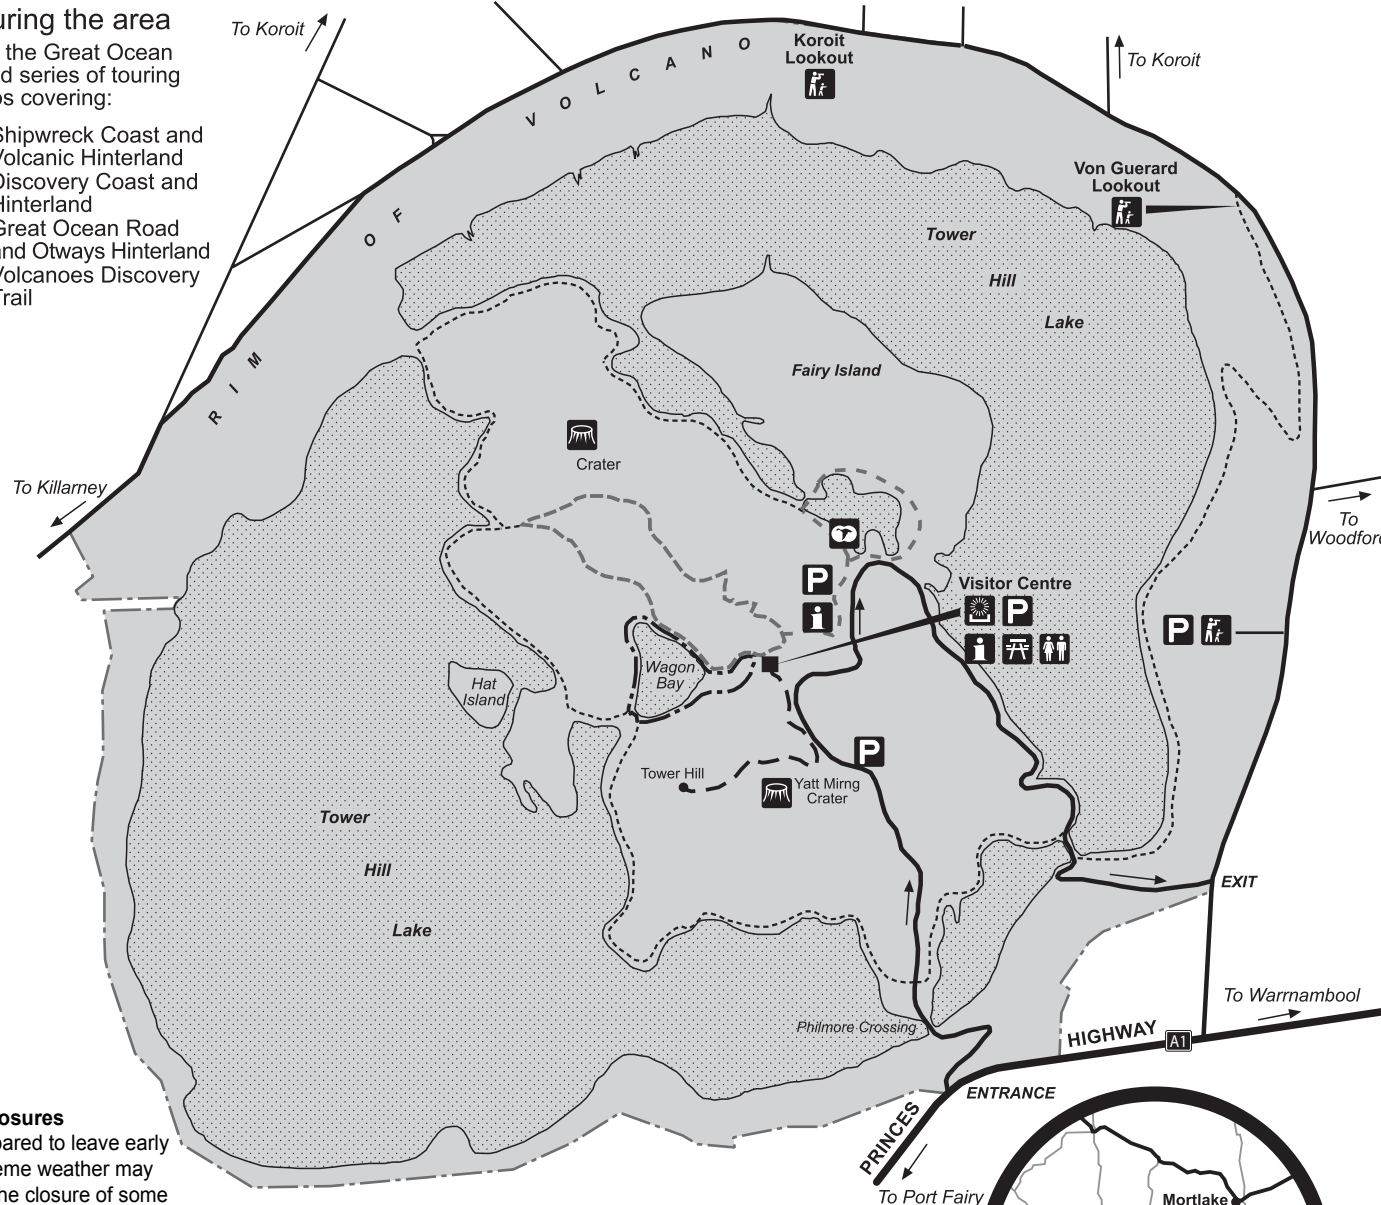 uring the area
the Great Ocean
d series of touring
os covering:
Shipwreck Coast and
Volcanic Hinterland
Discovery Coast and
Hinterland
Great Ocean Road
and Otways Hinterland
Volcanoes Discovery
Trail
To Koroit
RIM OF VOLCANO
Koroit
Lookout
To Koroit
Von Guerard
Lookout
Tower
Hill
Lake
Fairy Island
Crater
To Killarney
To
Woodford
Visitor Centre
P
P
i
i
P
Wagon
Bay
Hat
Island
P
Tower Hill
Yatt Mirng
Crater
Tower
Hill
Lake
EXIT
To Warrnambool
Philmore Crossing
HIGHWAY
A1
ENTRANCE
PRINCES
To Port Fairy
Mortlake
osures
pared to leave early
eme weather may
he closure of some